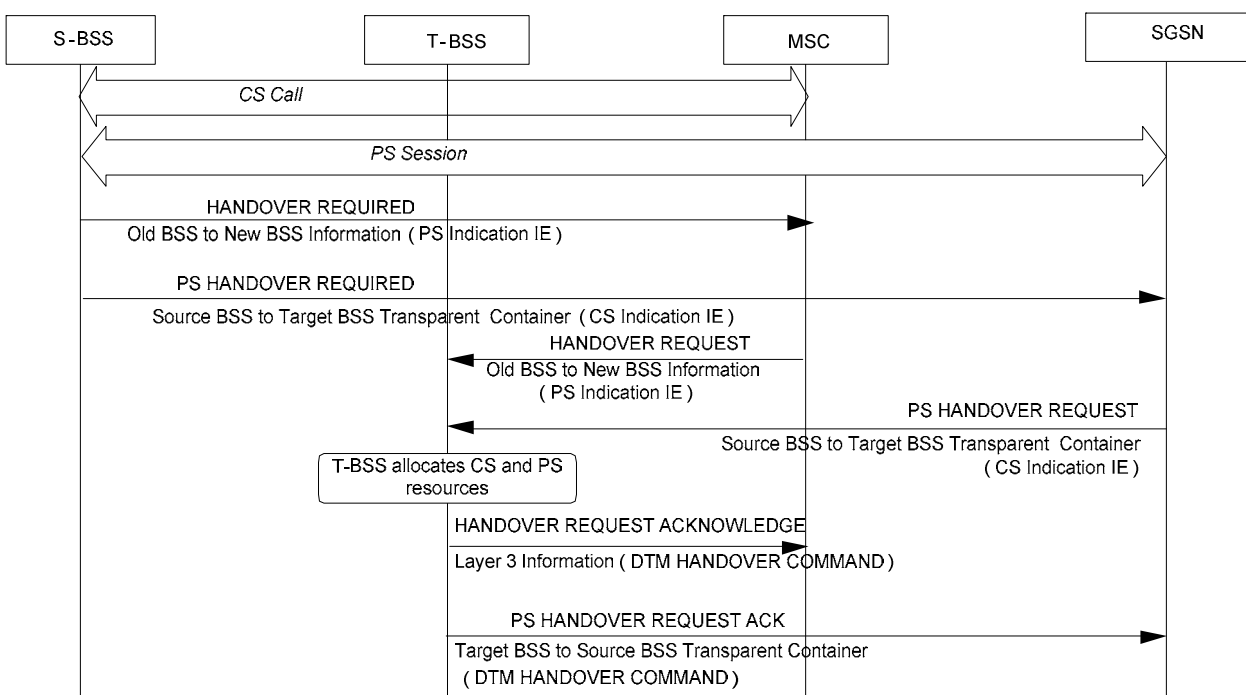 S-BSS
T-BSS
MSC
SGSN
CS Call
PS Session
HANDOVER REQUIRED
Old BSS to New BSS Information ( PS Indication IE )
PS HANDOVER REQUIRED
Source BSS to Target BSS Transparent Container ( CS Indication IE )
HANDOVER REQUEST
Old BSS to New BSS Information
( PS Indication IE )
PS HANDOVER REQUEST
Source BSS to Target BSS Transparent Container
( CS Indication IE )
T-BSS allocates CS and PS
resources
HANDOVER REQUEST ACKNOWLEDGE
Layer 3 Information ( DTM HANDOVER COMMAND )
PS HANDOVER REQUEST ACK
Target BSS to Source BSS Transparent Container
( DTM HANDOVER COMMAND )